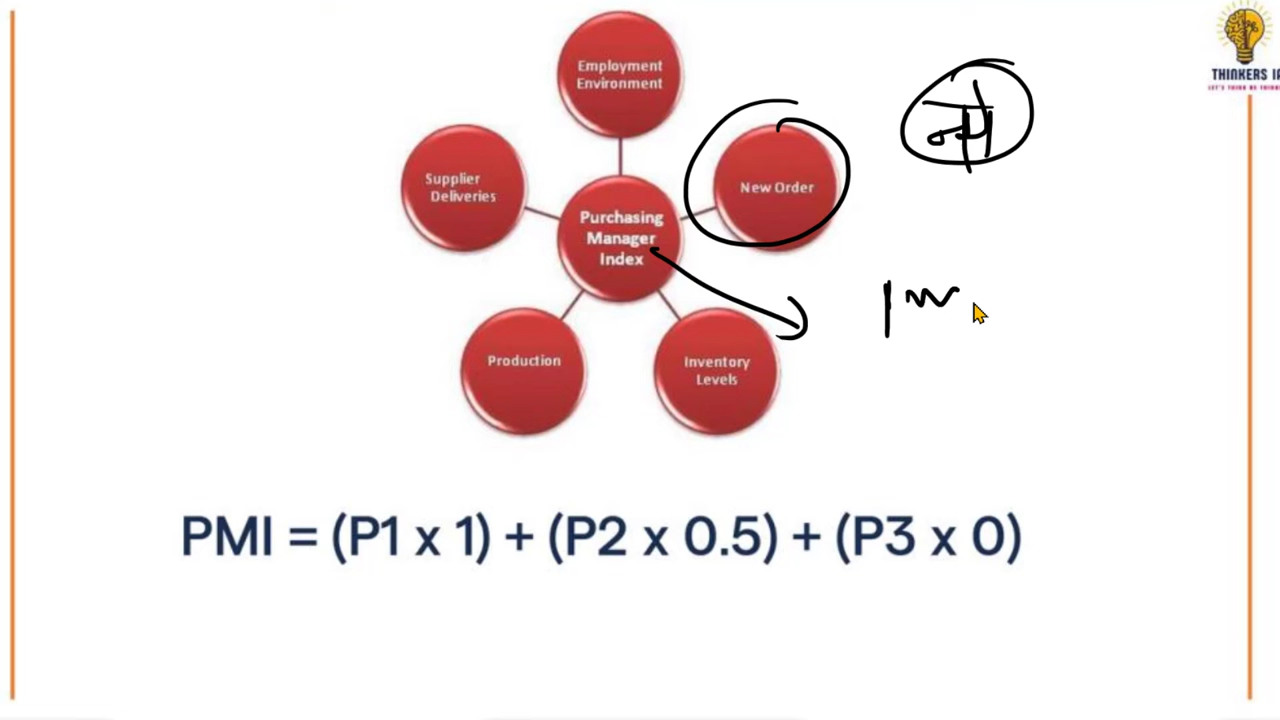 Employment
Environment
Supplier
Deliveries
New Order
Purchasing
Manager
Index
Production
Inventory
Levels
PMI = (P1 x 1) + (P2 x 0.5) + (P3 x 0)
THINKERS